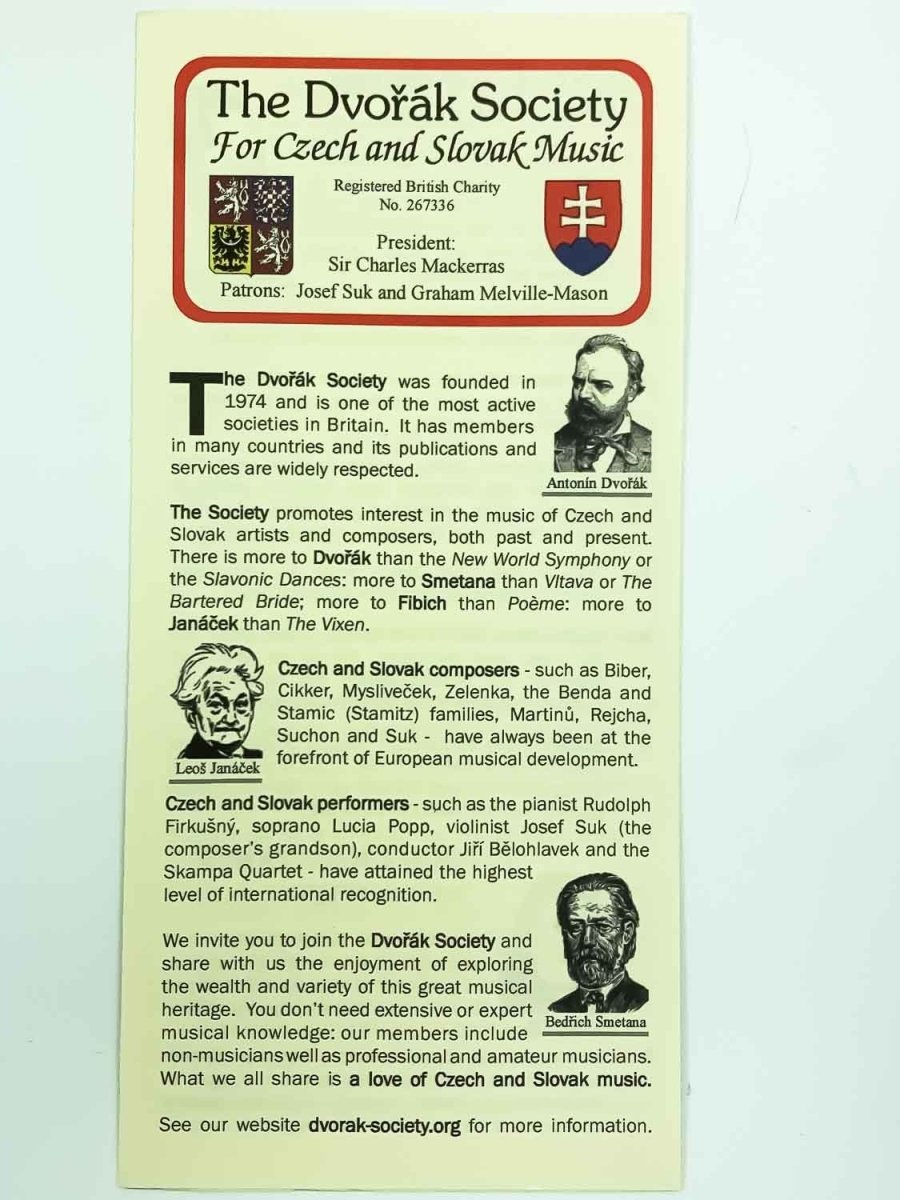 The Dvořák Society
For Czech and Slovak Music
Registered British Charity
No. 267336
President:
Sir Charles Mackerras
Patrons: Josef Suk and Graham Melville-Mason
The Dvořák Society was founded in
1974 and is one of the most active
societies in Britain. It has members
in many countries and its publications and
services are widely respected.
Antonín Dvořák
The Society promotes interest in the music of Czech and
Slovak artists and composers, both past and present.
There is more to Dvořák than the New World Symphony or
the Slavonic Dances: more to Smetana than Vltava or The
Bartered Bride; more to Fibich than Poème: more to
Janáček than The Vixen.
Leoš Janáček
Czech and Slovak composers - such as Biber,
Cikker, Mysliveček, Zelenka, the Benda and
Stamic (Stamitz) families, Martinů, Rejcha,
Suchon and Suk - have always been at the
forefront of European musical development.
Czech and Slovak performers - such as the pianist Rudolph
Firkušný, soprano Lucia Popp, violinist Josef Suk (the
composer's grandson), conductor Jiří Bělohlavek and the
Skampa Quartet - have attained the highest
level of international recognition.
We invite you to join the Dvořák Society and
share with us the enjoyment of exploring
the wealth and variety of this great musical
heritage. You don't need extensive or expert
musical knowledge: our members include
non-musicians well as professional and amateur musicians.
What we all share is a love of Czech and Slovak music.
Bedřich Smetana
See our website dvorak-society.org for more information.